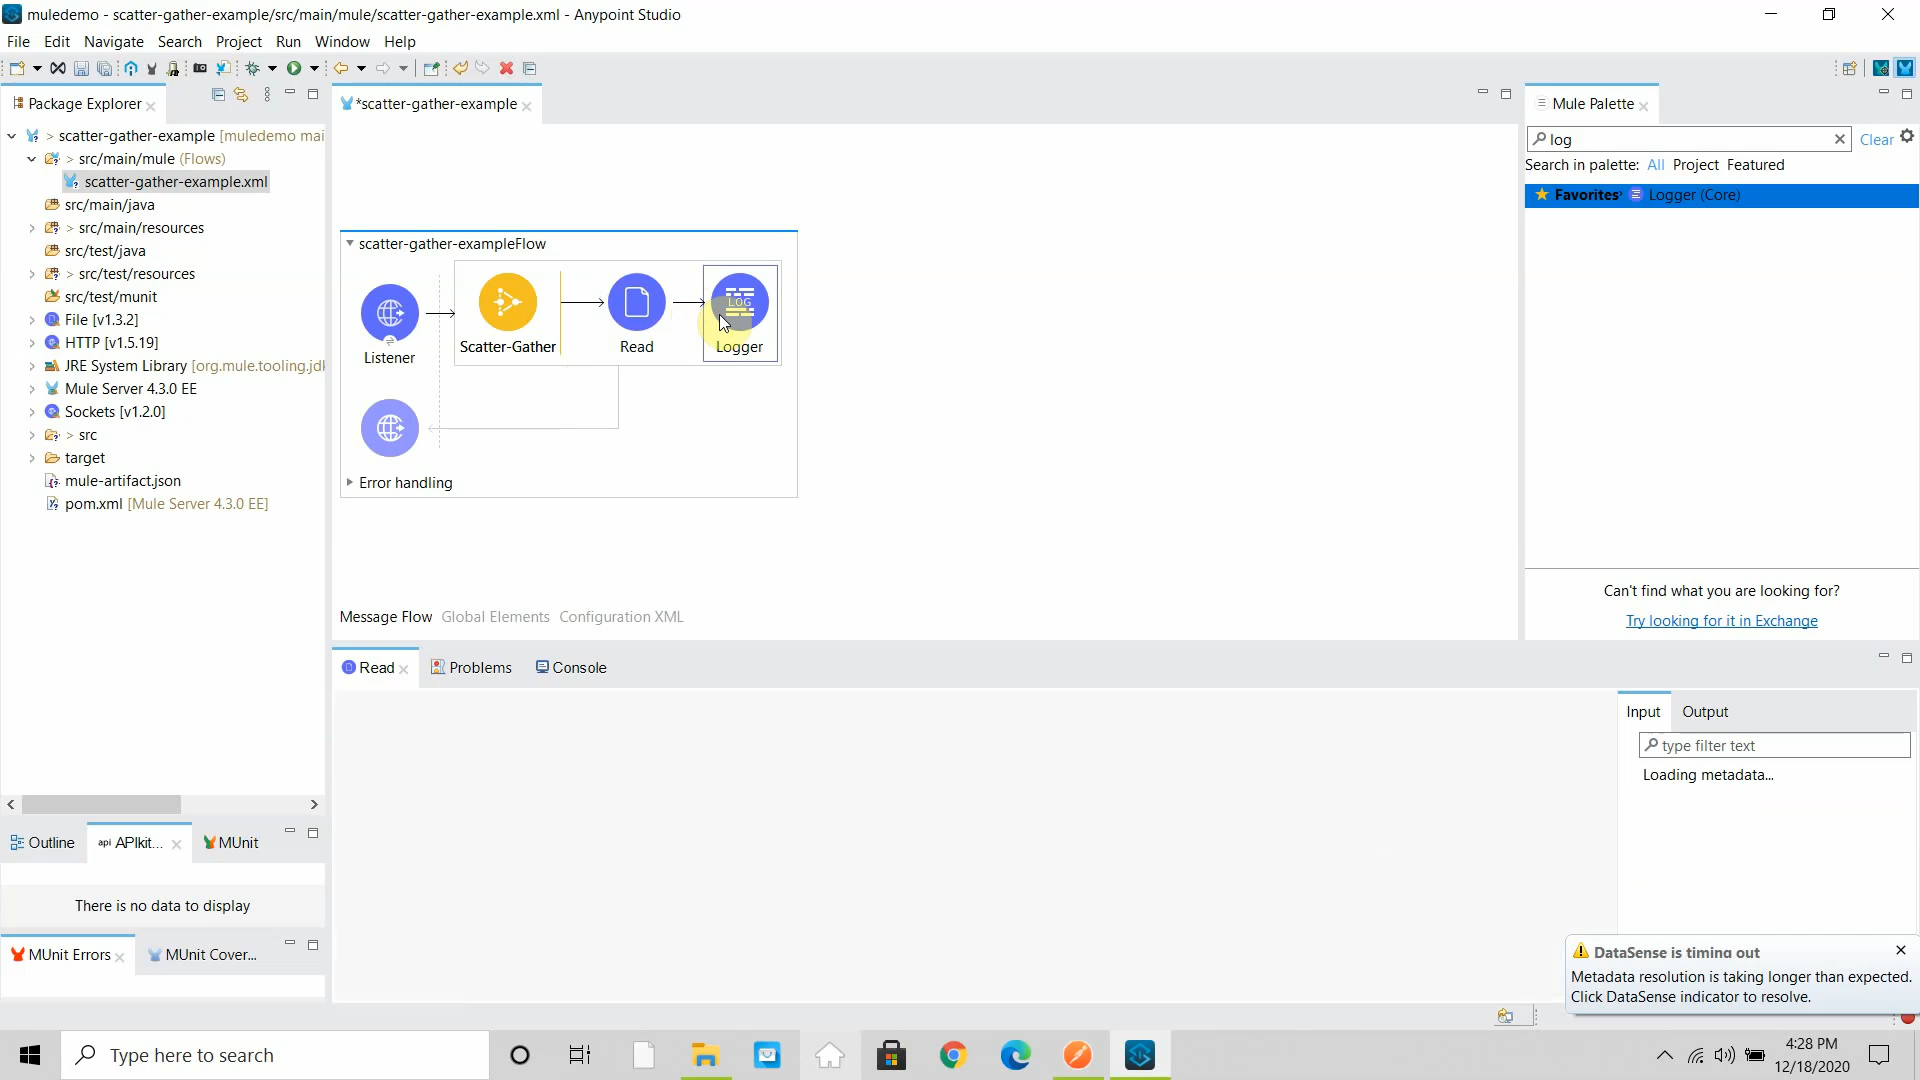 muledemo - scatter-gather-example/src/main/mule/scatter-gather-example.xml - Anypoint Studio
File Edit Navigate Search Project Run Window Help
Package Explorer
*scatter-gather-example
Mule Palette
log
Clear
Search in palette: All Project Featured
Favorites Logger (Core)
Can't find what you are looking for?
Try looking for it in Exchange
> scatter-gather-example [muledemo mai
> src/main/mule (Flows)
scatter-gather-example.xml
src/main/java
> src/main/resources
src/test/java
> src/test/resources
src/test/munit
File [v1.3.2]
HTTP [v1.5.19]
JRE System Library [org.mule.tooling.jdk
Mule Server 4.3.0 EE
Sockets [v1.2.0]
> src
target
mule-artifact.json
pom.xml [Mule Server 4.3.0 EE]
scatter-gather-exampleFlow
LOG
Listener
Scatter-Gather
Read
Logger
Error handling
Message Flow Global Elements Configuration XML
Read Problems Console
Input Output
type filter text
Loading metadata...
Outline api APIkit... MUnit
There is no data to display
MUnit Errors MUnit Cover...
DataSense is timing out
Metadata resolution is taking longer than expected.
Click DataSense indicator to resolve.
Type here to search
4:28 PM
12/18/2020